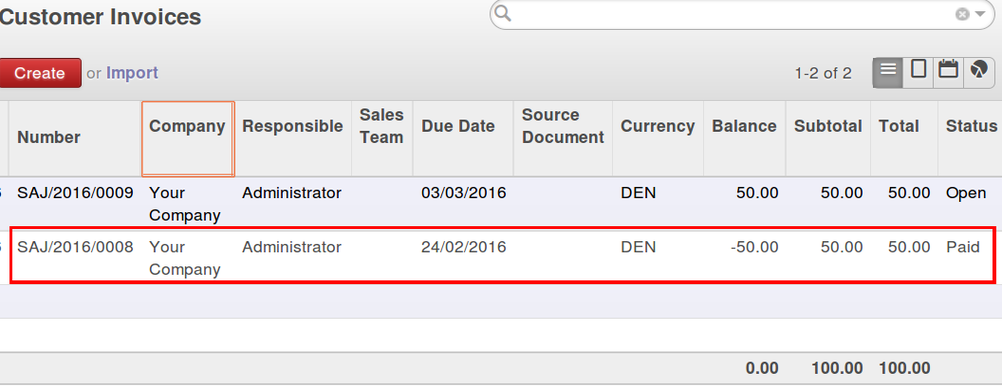 Customer Invoices
Create or Import 1-2 of 2
Number Company Responsible Sales Team Due Date Source Document Currency Balance Subtotal Total Status
SAJ/2016/0009 Your Company Administrator 03/03/2016 DEN 50.00 50.00 50.00 Open
SAJ/2016/0008 Your Company Administrator 24/02/2016 DEN -50.00 50.00 50.00 Paid
0.00 100.00 100.00